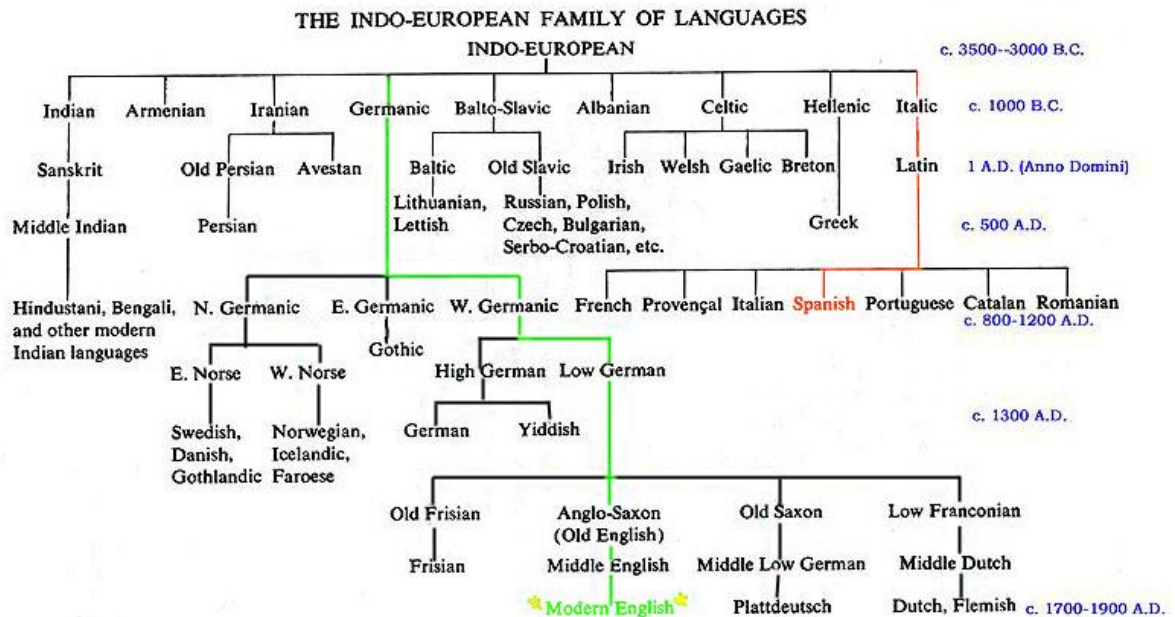 THE INDO-EUROPEAN FAMILY OF LANGUAGES
INDO-EUROPEAN
c. 3500--3000 B.C.
Indian Armenian Iranian Germanic Balto-Slavic Albanian Celtic Hellenic Italic c. 1000 B.C.
Sanskrit Old Persian Avestan Baltic Old Slavic Irish Welsh Gaelic Breton Latin 1 A.D. (Anno Domini)
Lithuanian, Russian, Polish,
Middle Indian Persian Lettish Czech, Bulgarian, Greek c. 500 A.D.
Serbo-Croatian, etc.
Hindustani, Bengali, N. Germanic E. Germanic W. Germanic French Provençal Italian Spanish Portuguese Catalan Romanian
and other modern c. 800-1200 A.D.
Indian languages Gothic
E. Norse W. Norse High German Low German
c. 1300 A.D.
Swedish, Norwegian, German Yiddish
Danish, Icelandic,
Gothlandic Faroese
Old Frisian Anglo-Saxon Old Saxon Low Franconian
(Old English)
Frisian Middle English Middle Low German Middle Dutch
Modern English Plattdeutsch Dutch, Flemish c. 1700-1900 A.D.